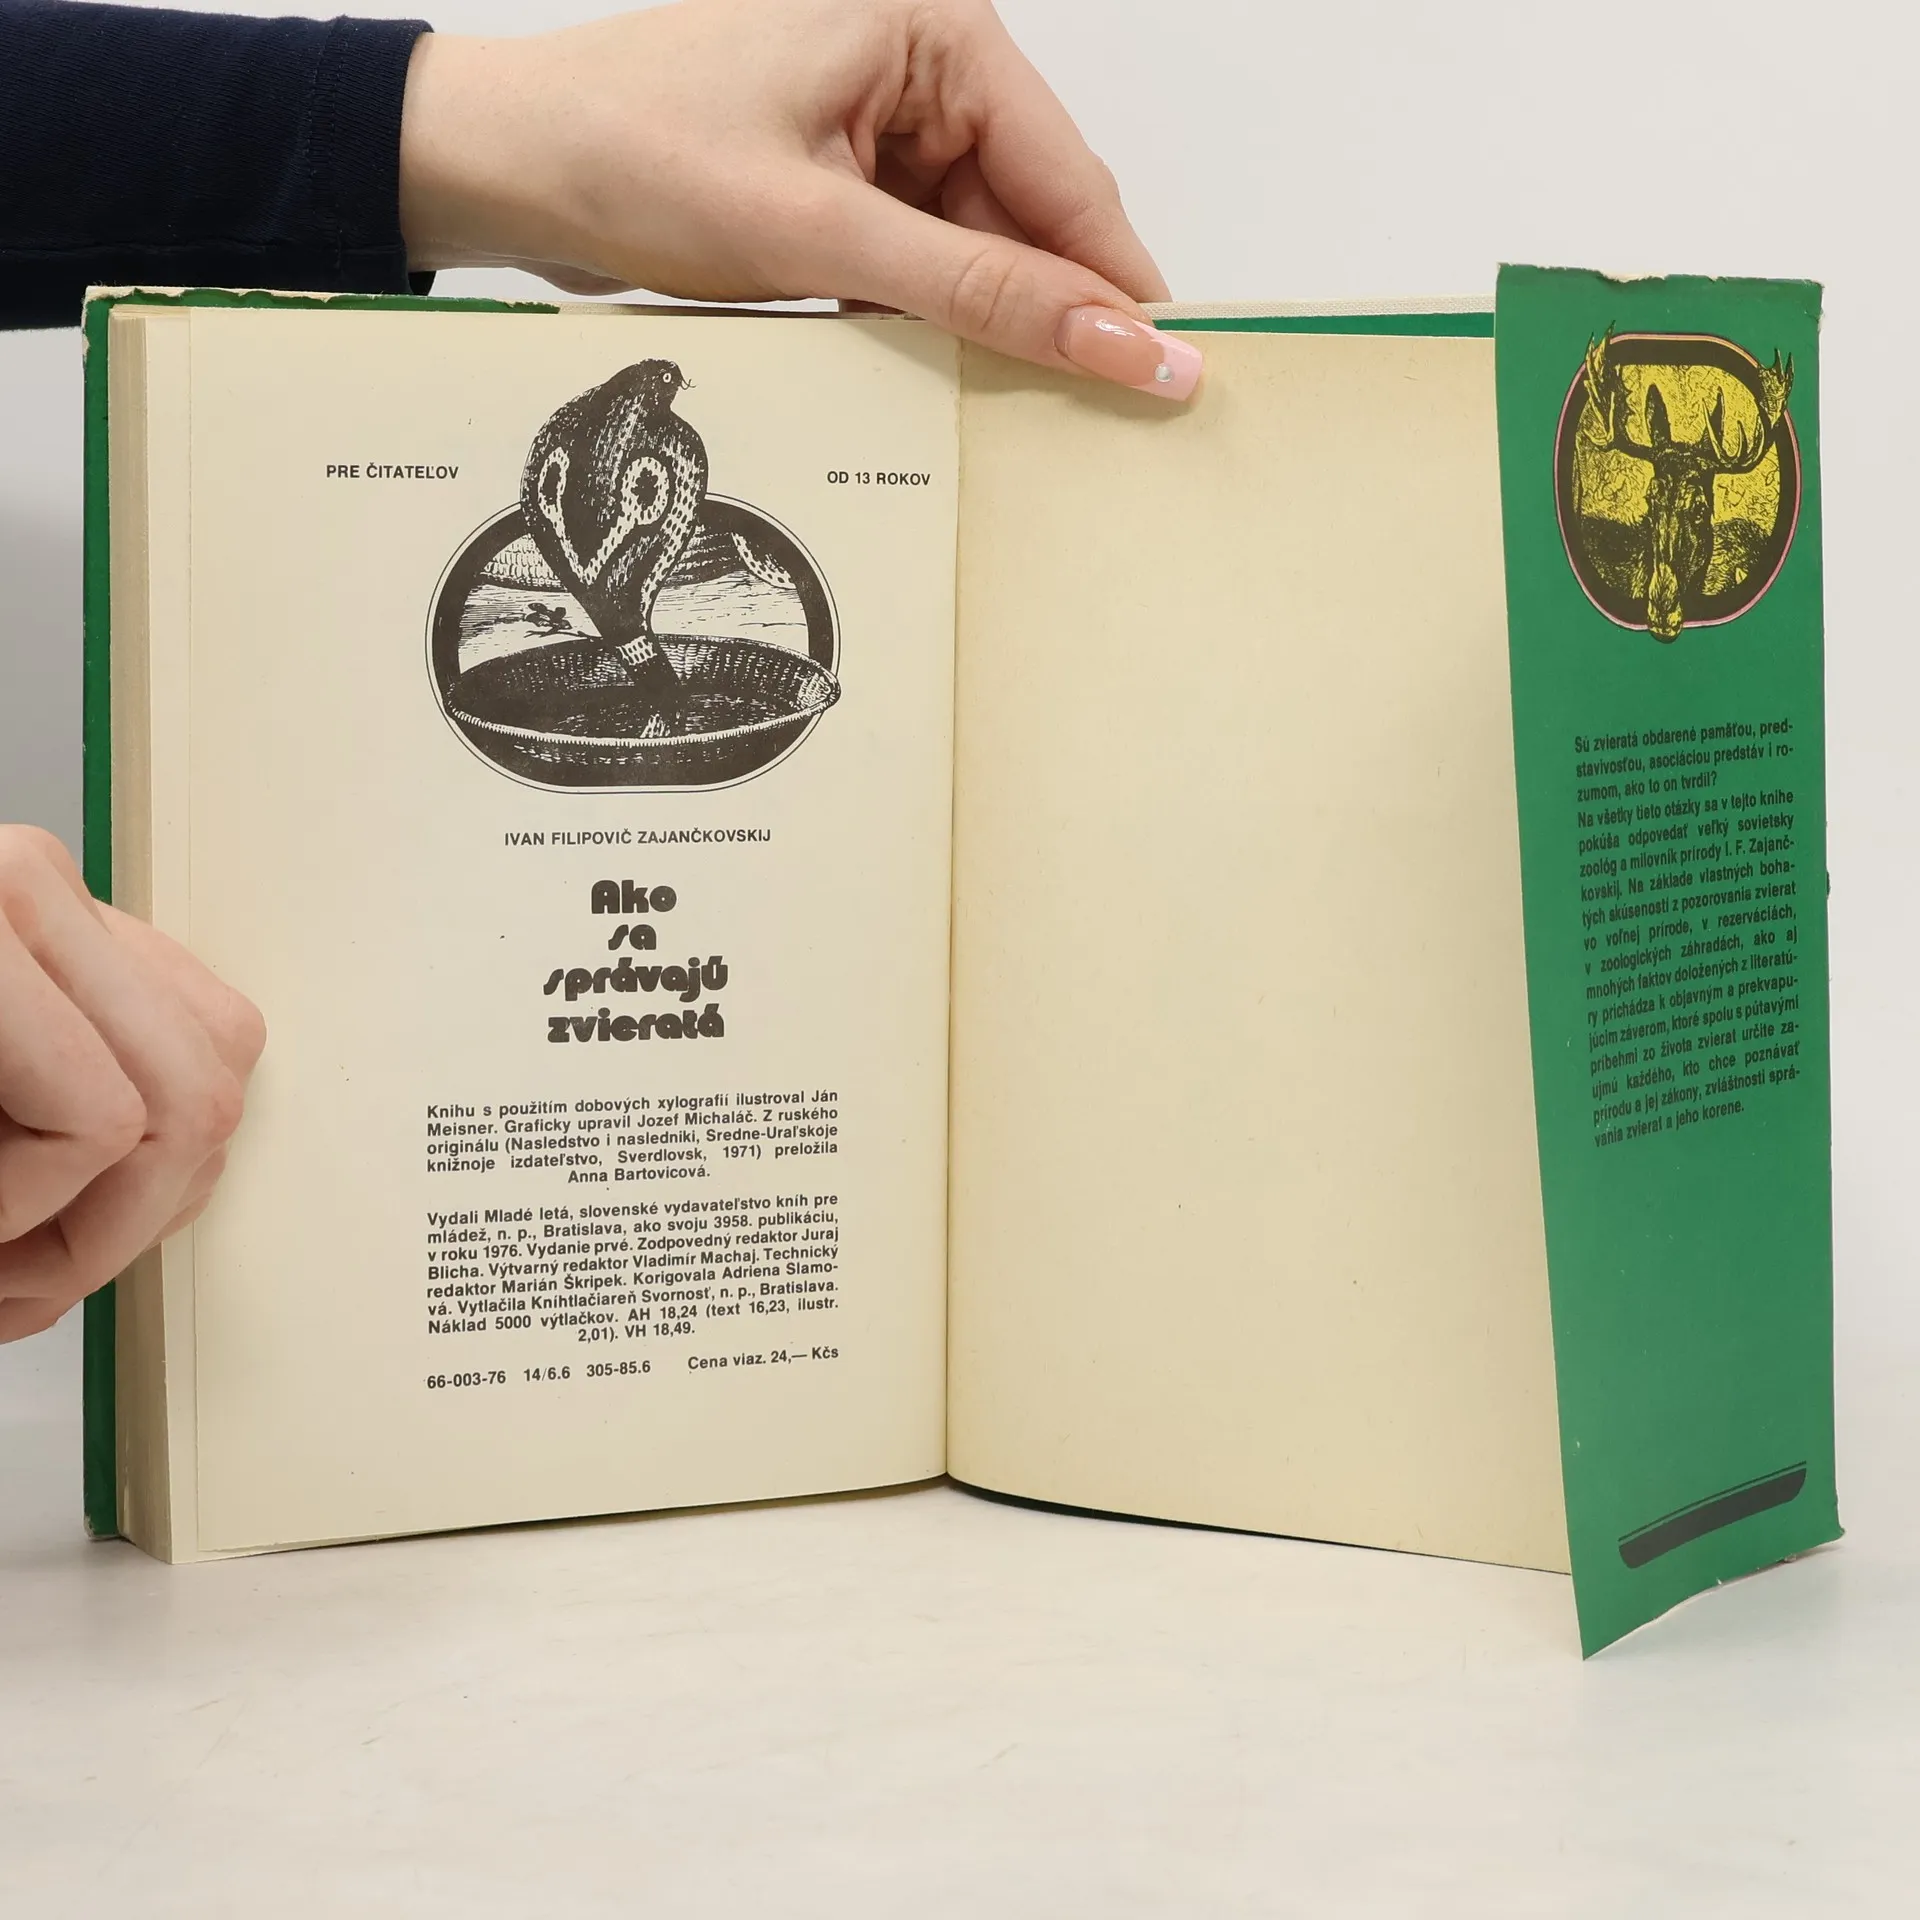 PRE ČITATEĽOV
OD 13 ROKOV
IVAN FILIPOVIČ ZAJANČKOVSKIJ
Ako
sa
správajú
zvieratá
Knihu s použitím dobových xylografií ilustroval Ján
Meisner. Graficky upravil Jozef Michaláč. Z ruského
originálu (Nasledstvo i nasledniki, Sredne-Uraľskoje
knižnoje izdateľstvo, Sverdlovsk, 1971) preložila
Anna Bartovicová.
Vydali Mladé letá, slovenské vydavateľstvo kníh pre
mládež, n. p., Bratislava, ako svoju 3958. publikáciu,
v roku 1976. Vydanie prvé. Zodpovedný redaktor Juraj
Blicha. Výtvarný redaktor Vladimír Machaj. Technický
redaktor Marián Škripek. Korigovala Adriena Slamo-
vá. Vytlačila Kníhtlačiareň Svornosť, n. p., Bratislava.
Náklad 5000 výtlačkov. AH 18,24 (text 16,23, ilustr.
2,01). VH 18,49.
66-003-76 14/6.6 305-85.6 Cena viaz. 24,— Kčs
Sú zvieratá obdarené pamäťou, pred-
stavivosťou, asociáciou predstáv i ro-
zumom, ako to on tvrdil?
Na všetky tieto otázky sa v tejto knihe
pokúša odpovedať veľký sovietsky
zoológ a milovník prírody I. F. Zajanč-
kovskij. Na základe vlastných boha-
tých skúseností z pozorovania zvierat
vo voľnej prírode, v rezerváciách,
v zoologických záhradách, ako aj
mnohých faktov doložených z literatú-
ry prichádza k objavným a prekvapu-
júcim záverom, ktoré spolu s pútavými
príbehmi zo života zvierat určite za-
ujmú každého, kto chce poznávať
prírodu a jej zákony, zvláštnosti sprá-
vania zvierat a jeho korene.